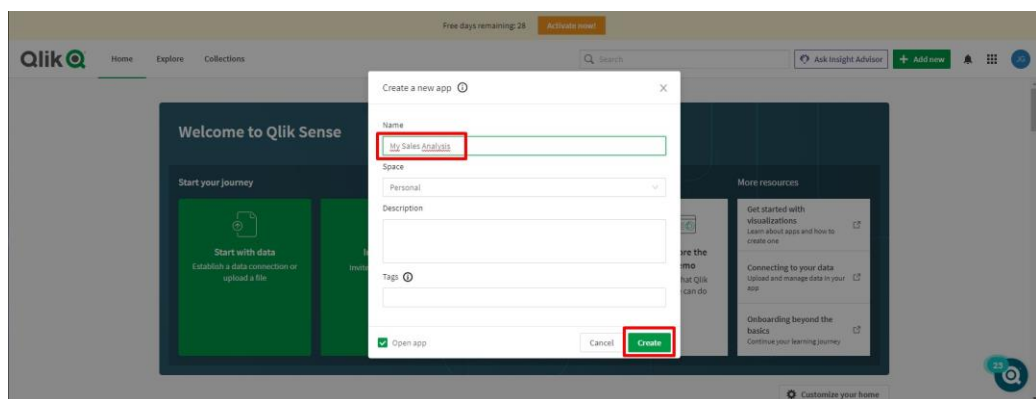 Free days remaining: 28 Activate now!
Qlik Home Explore Collections Search Ask Insight Advisor + Add new JG
Create a new app
Name
My Sales Analysis
Space
Personal
Description
Tags
Open app Cancel Create
Welcome to Qlik Sense
Start your journey
Start with data
Establish a data connection or
upload a file
Invite
ore the
emo
hat Qlik
can do
More resources
Get started with
visualizations
Learn about apps and how to
create one
Connecting to your data
Upload and manage data in your
app
Onboarding beyond the
basics
Continue your learning journey
23
Customize your home